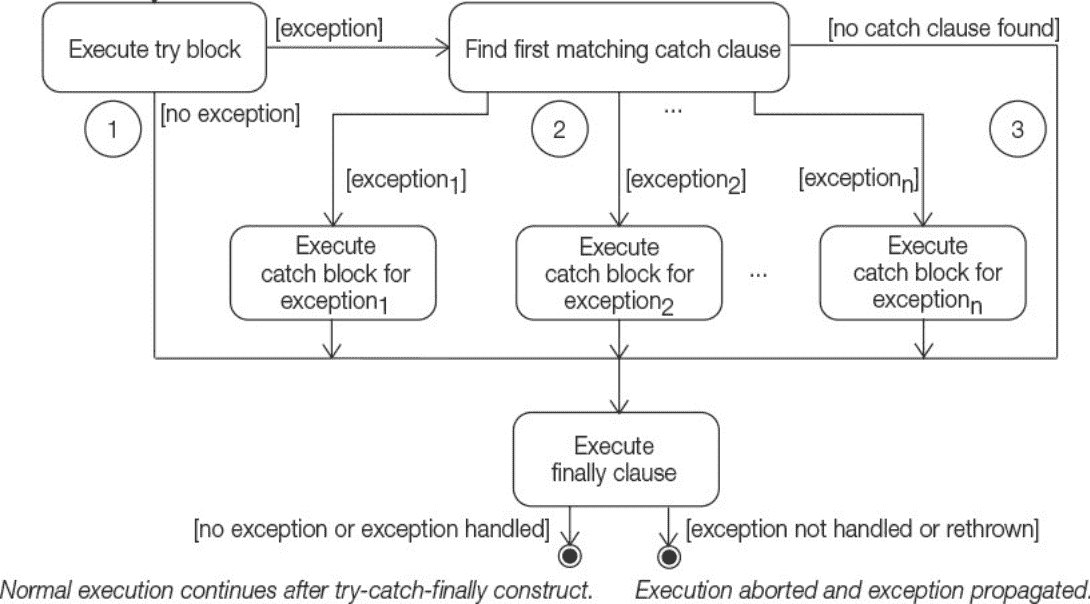 Execute try block
[exception]
Find first matching catch clause
[no catch clause found]
1
[no exception]
2
...
3
[exception1]
[exception2]
[exceptionn]
Execute
catch block for
exception1
Execute
catch block for
exception2
...
Execute
catch block for
exceptionn
Execute
finally clause
[no exception or exception handled]
[exception not handled or rethrown]
Normal execution continues after try-catch-finally construct.
Execution aborted and exception propagated.